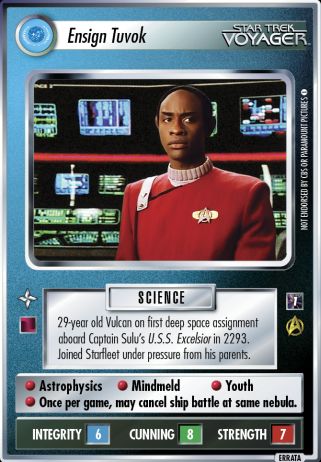 Ensign Tuvok
STAR TREK
VOYAGER
NOT ENDORSED BY CBS OR PARAMOUNT PICTURES
SCIENCE
29-year old Vulcan on first deep space assignment
aboard Captain Sulu's U.S.S. Excelsior in 2293.
Joined Starfleet under pressure from his parents.
Astrophysics Mindmeld Youth
Once per game, may cancel ship battle at same nebula.
INTEGRITY 6 CUNNING 8 STRENGTH 7
ERRATA